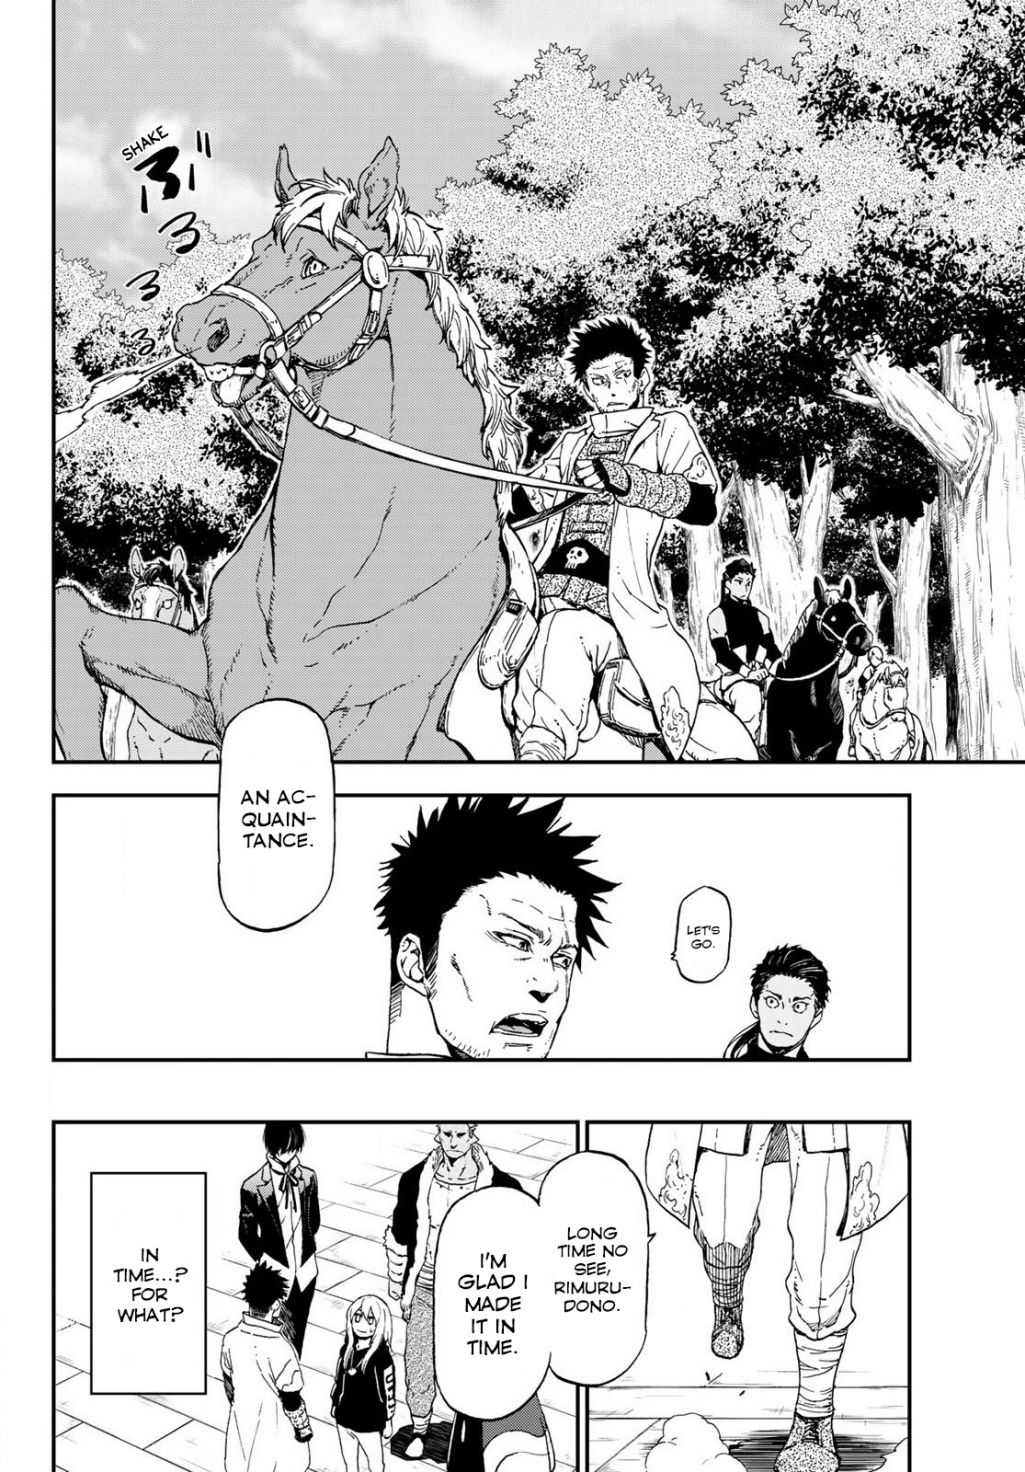 SHAKE
ぶ
る
る
る
AN AC-
QUAIN-
TANCE.
LET'S
GO.
LONG
TIME NO
SEE,
RIMURU-
DONO.
I'M
GLAD I
MADE
IT IN
TIME.
IN
TIME...?
FOR
WHAT?